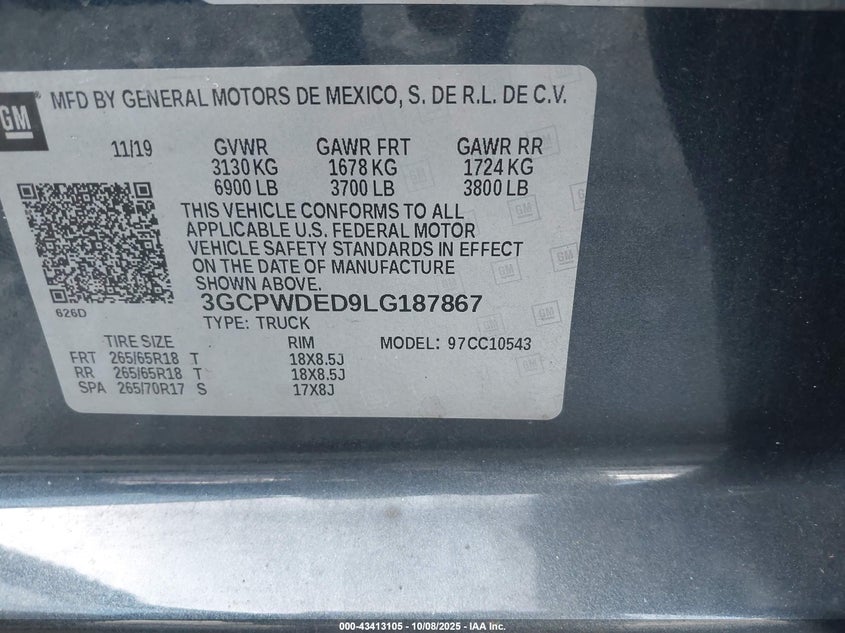 GM
MFD BY GENERAL MOTORS DE MEXICO, S. DE R.L. DE C.V.
11/19 GVWR GAWR FRT GAWR RR
3130 KG 1678 KG 1724 KG
6900 LB 3700 LB 3800 LB
THIS VEHICLE CONFORMS TO ALL
APPLICABLE U.S. FEDERAL MOTOR
VEHICLE SAFETY STANDARDS IN EFFECT
ON THE DATE OF MANUFACTURE
SHOWN ABOVE.
3GCPWDED9LG187867
626D TYPE: TRUCK
TIRE SIZE RIM MODEL: 97CC10543
FRT 265/65R18 T 18X8.5J
RR 265/65R18 T 18X8.5J
SPA 265/70R17 S 17X8J
000-43413105 - 10/08/2025 - IAA Inc.